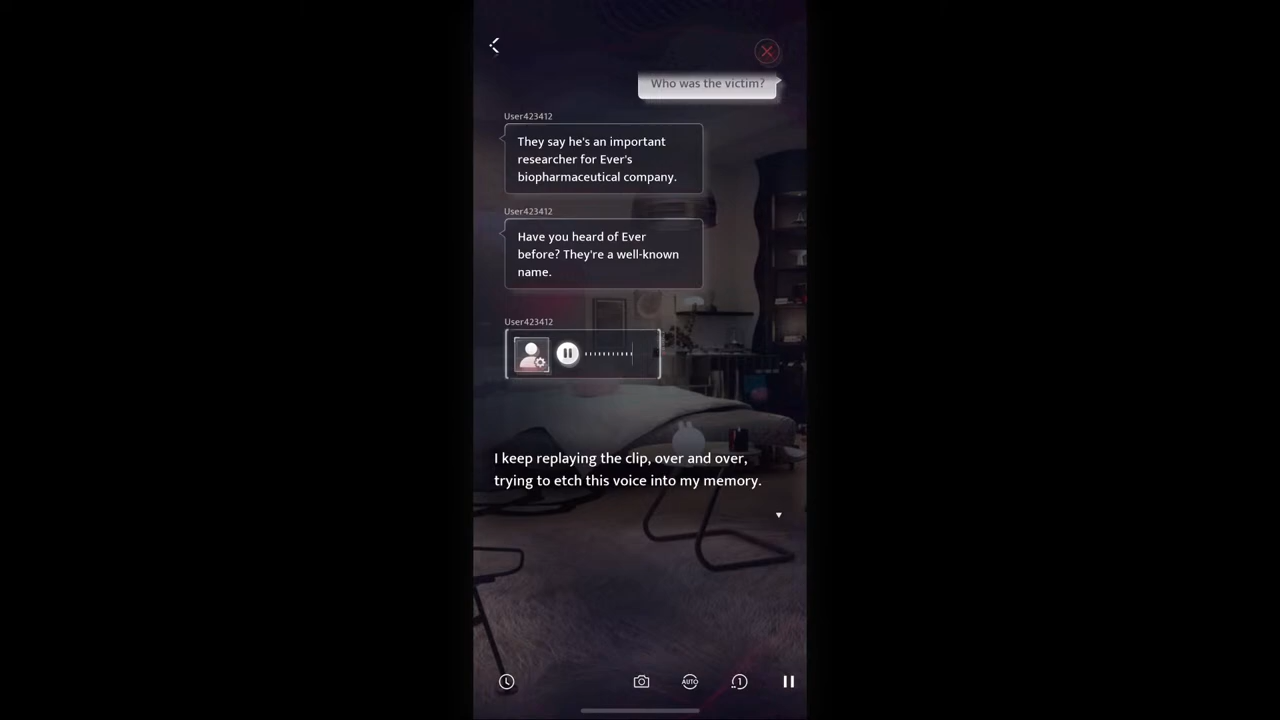 Who was the victim?
User423412
They say he's an important
researcher for Ever's
biopharmaceutical company.
User423412
Have you heard of Ever
before? They're a well-known
name.
User423412
I keep replaying the clip, over and over,
trying to etch this voice into my memory.
AUTO
1